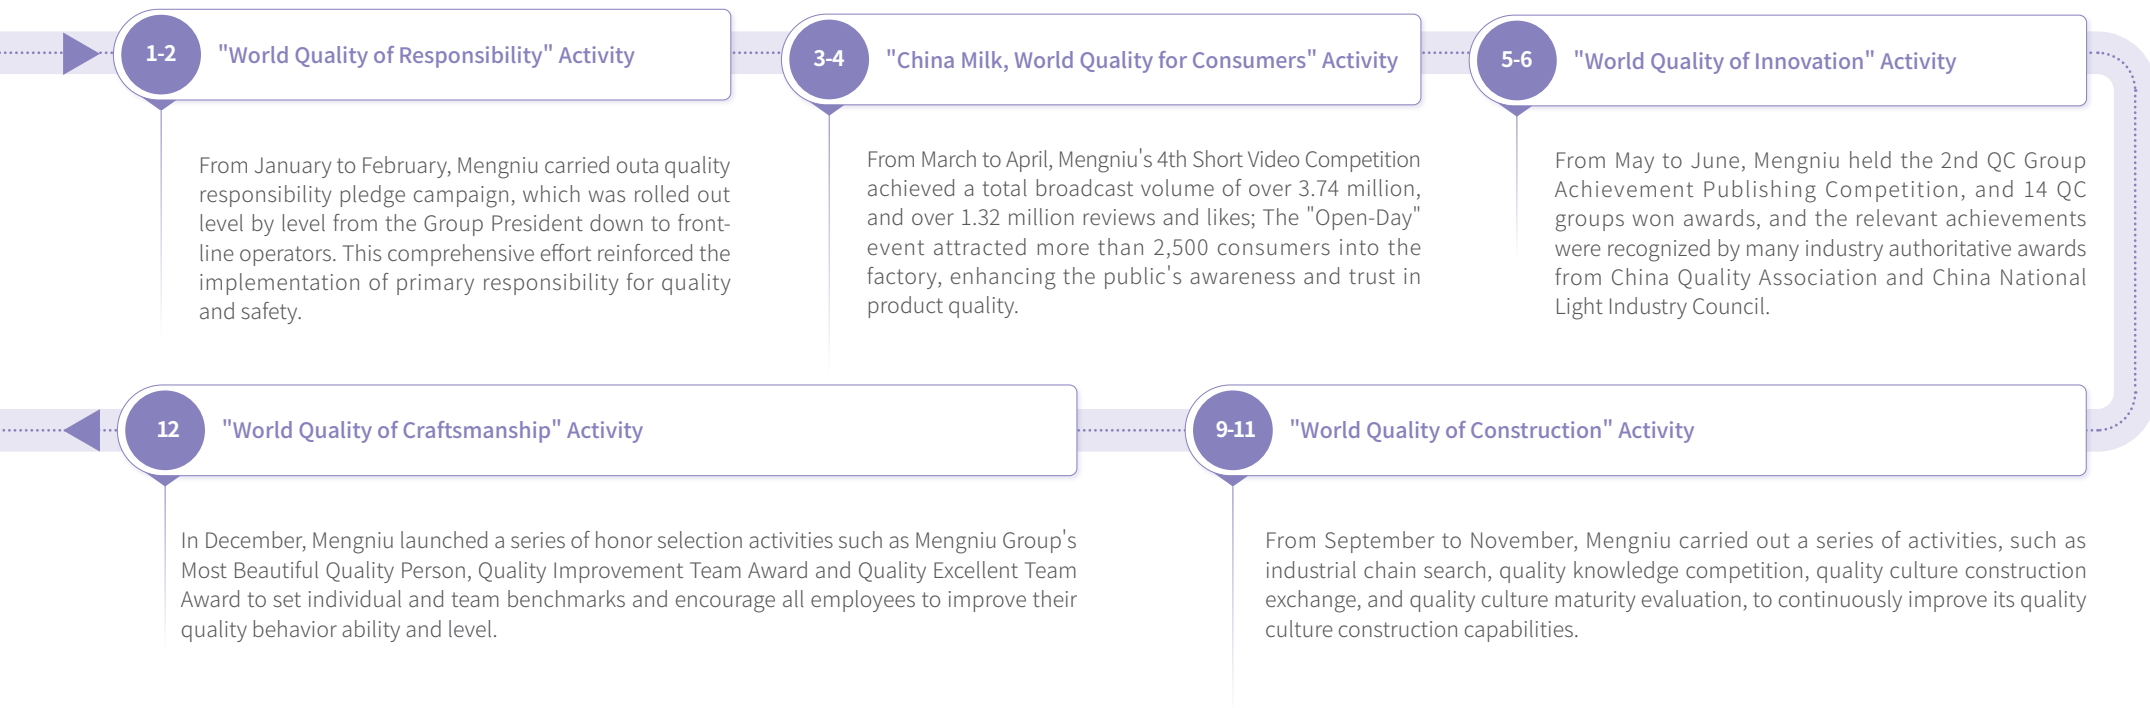 1-2
"World Quality of Responsibility" Activity
From January to February, Mengniu carried outa quality
responsibility pledge campaign, which was rolled out
level by level from the Group President down to front-
line operators. This comprehensive effort reinforced the
implementation of primary responsibility for quality
and safety.
3-4
"China Milk, World Quality for Consumers" Activity
From March to April, Mengniu's 4th Short Video Competition
achieved a total broadcast volume of over 3.74 million,
and over 1.32 million reviews and likes; The "Open-Day"
event attracted more than 2,500 consumers into the
factory, enhancing the public's awareness and trust in
product quality.
5-6
"World Quality of Innovation" Activity
From May to June, Mengniu held the 2nd QC Group
Achievement Publishing Competition, and 14 QC
groups won awards, and the relevant achievements
were recognized by many industry authoritative awards
from China Quality Association and China National
Light Industry Council.
9-11
"World Quality of Construction" Activity
From September to November, Mengniu carried out a series of activities, such as
industrial chain search, quality knowledge competition, quality culture construction
exchange, and quality culture maturity evaluation, to continuously improve its quality
culture construction capabilities.
12
"World Quality of Craftsmanship" Activity
In December, Mengniu launched a series of honor selection activities such as Mengniu Group's
Most Beautiful Quality Person, Quality Improvement Team Award and Quality Excellent Team
Award to set individual and team benchmarks and encourage all employees to improve their
quality behavior ability and level.